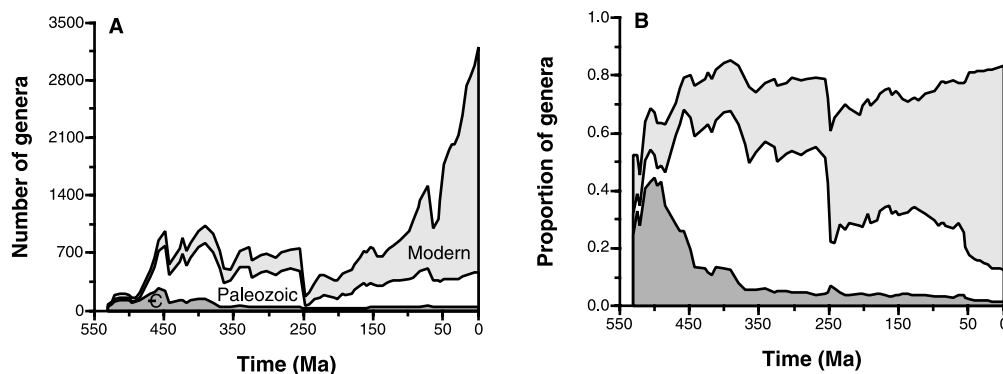 A
Number of genera
3500
2800
2100
1400
700
0
Modern
Paleozoic
Ꞓ
550 450 350 250 150 50 0
Time (Ma)
B
Proportion of genera
1.0
0.8
0.6
0.4
0.2
0.0
550 450 350 250 150 50 0
Time (Ma)